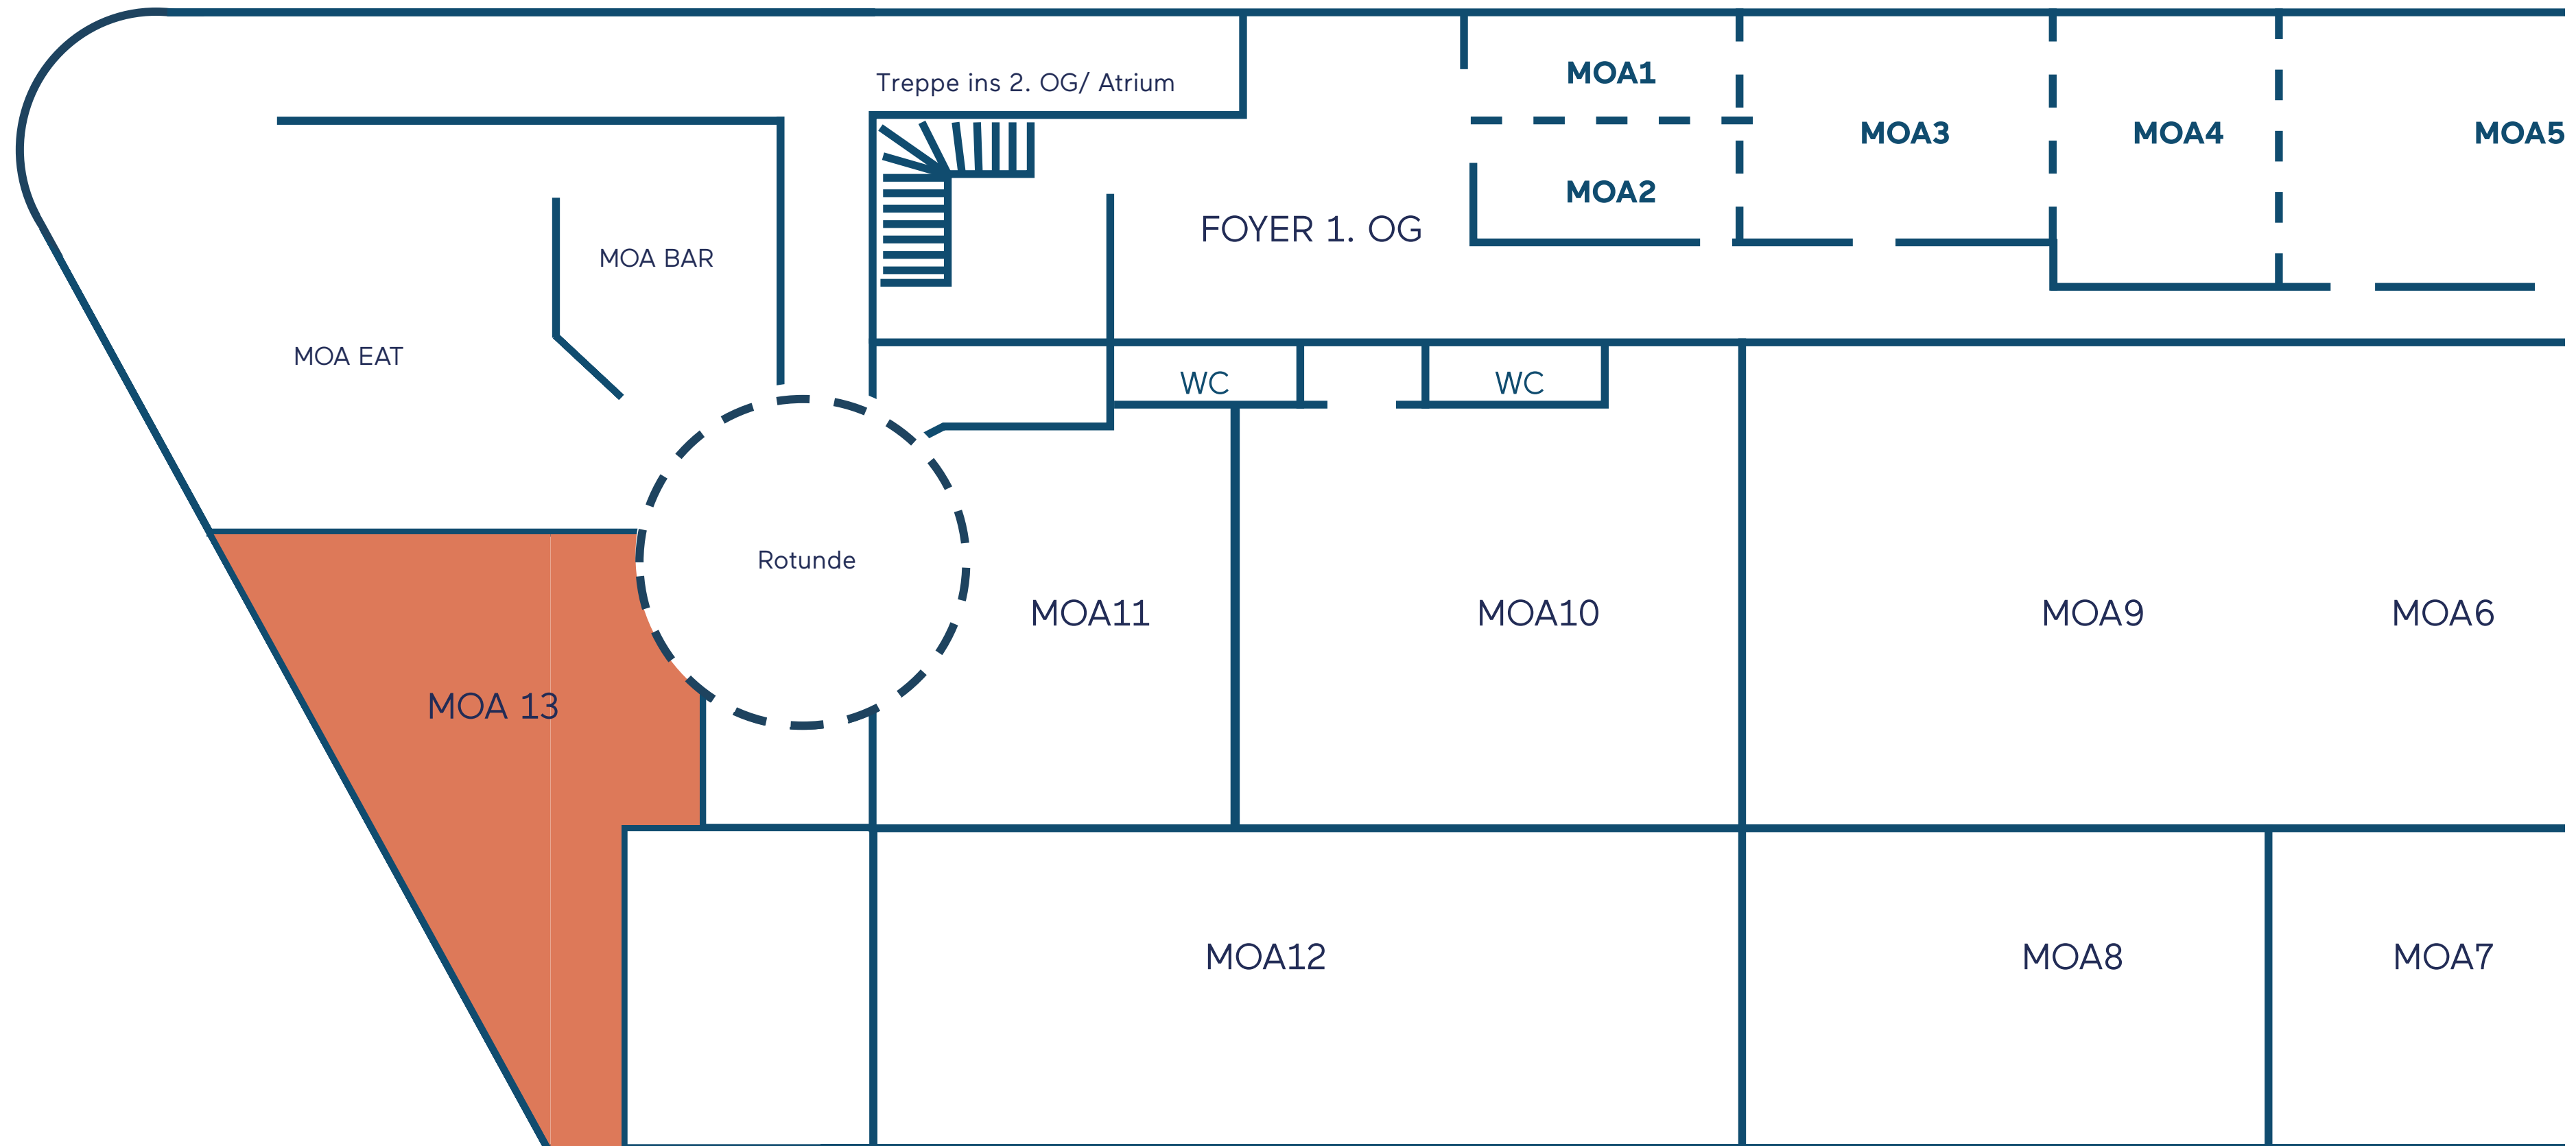 Treppe ins 2. OG/ Atrium
MOA1
MOA3
MOA4
MOA5
MOA2
FOYER 1. OG
MOA BAR
MOA EAT
WC
WC
Rotunde
MOA11
MOA10
MOA9
MOA6
MOA 13
MOA12
MOA8
MOA7